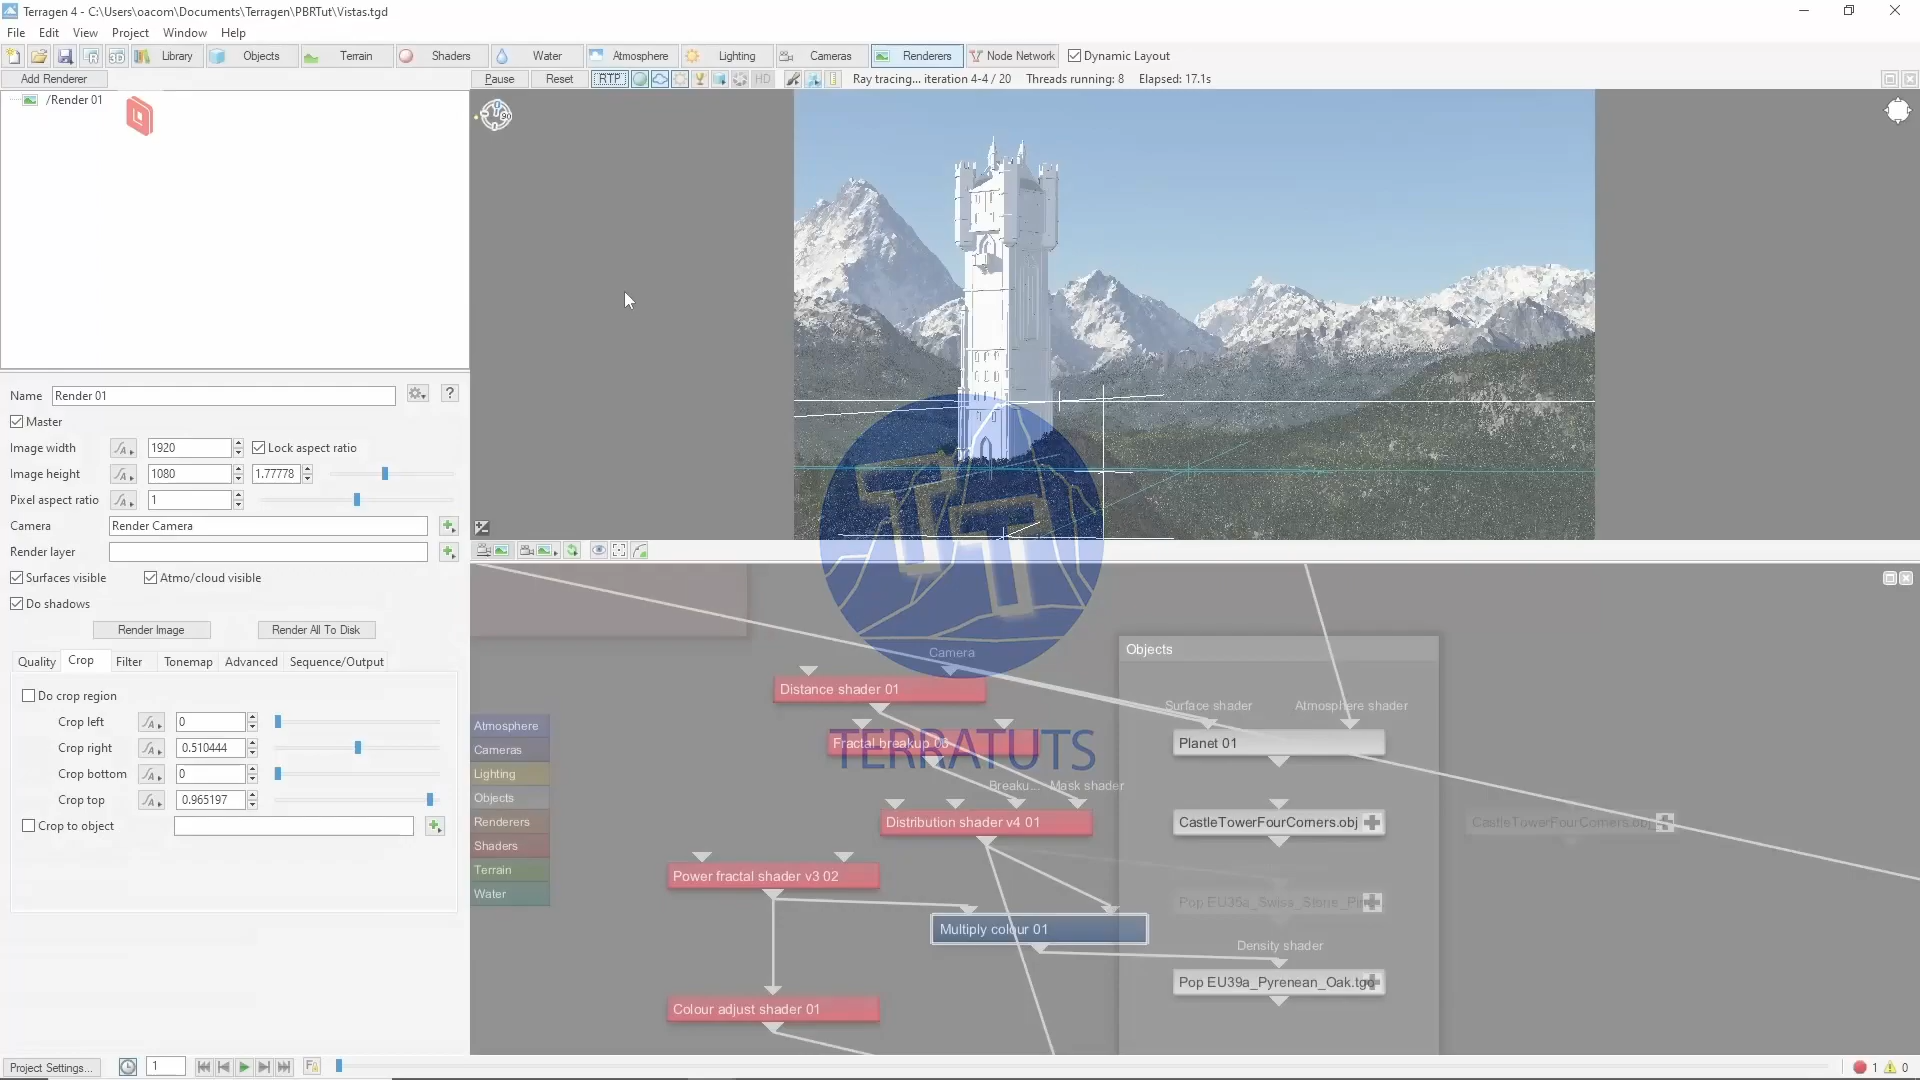 Terragen 4 - C:\Users\oacom\Documents\Terragen\PBRTut\Vistas.tgd
File Edit View Project Window Help
Library Objects Terrain Shaders Water Atmosphere Lighting Cameras Renderers Node Network Dynamic Layout
Add Renderer Pause Reset RTP HD Ray tracing... iteration 4-4 / 20 Threads running: 8 Elapsed: 17.1s
/Render 01
Name Render 01 ?
Master
Image width 1920 Lock aspect ratio
Image height 1080 1.77778
Pixel aspect ratio 1
Camera Render Camera
Render layer
Surfaces visible Atmo/cloud visible
Do shadows
Render Image Render All To Disk
Quality Crop Filter Tonemap Advanced Sequence/Output
Do crop region
Crop left 0
Crop right 0.510444
Crop bottom 0
Crop top 0.965197
Crop to object
TT
TERRATUTS
Atmosphere
Cameras
Lighting
Objects
Renderers
Shaders
Terrain
Water
Camera
Distance shader 01
Fractal breakup 06
Breaku... Mask shader
Distribution shader v4 01
Power fractal shader v3 02
Multiply colour 01
Colour adjust shader 01
Objects
Surface shader Atmosphere shader
Planet 01
CastleTowerFourCorners.obj
CastleTowerFourCorners.obj
Density shader
Pop EU39a_Pyrenean_Oak.tgo
Project Settings... 1
1 0